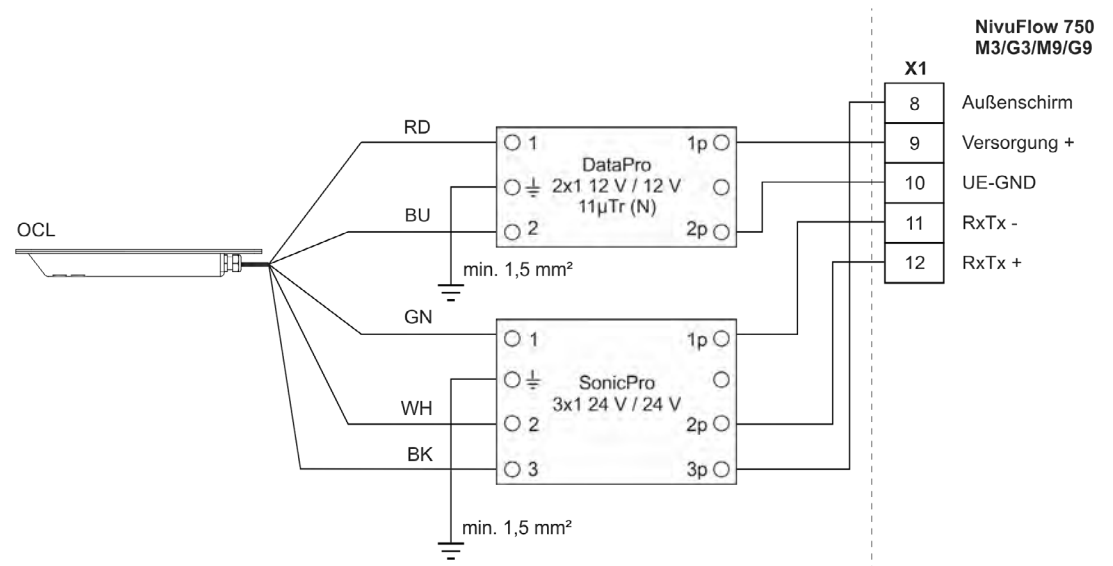 NivuFlow 750
M3/G3/M9/G9
X1
8 Außenschirm
9 Versorgung +
10 UE-GND
11 RxTx -
12 RxTx +
OCL
RD
BU
GN
WH
BK
1 1p
DataPro
2x1 12 V / 12 V
11µTr (N)
2 2p
min. 1,5 mm²
1 1p
SonicPro
3x1 24 V / 24 V
2 2p
3 3p
min. 1,5 mm²